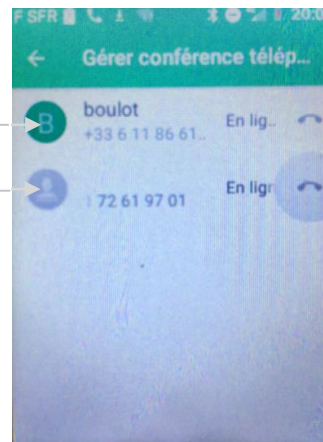 F SFR 20:0
← Gérer conférence télép...
B boulot En lig..
+33 6 11 86 61..
En lign
72 61 97 01